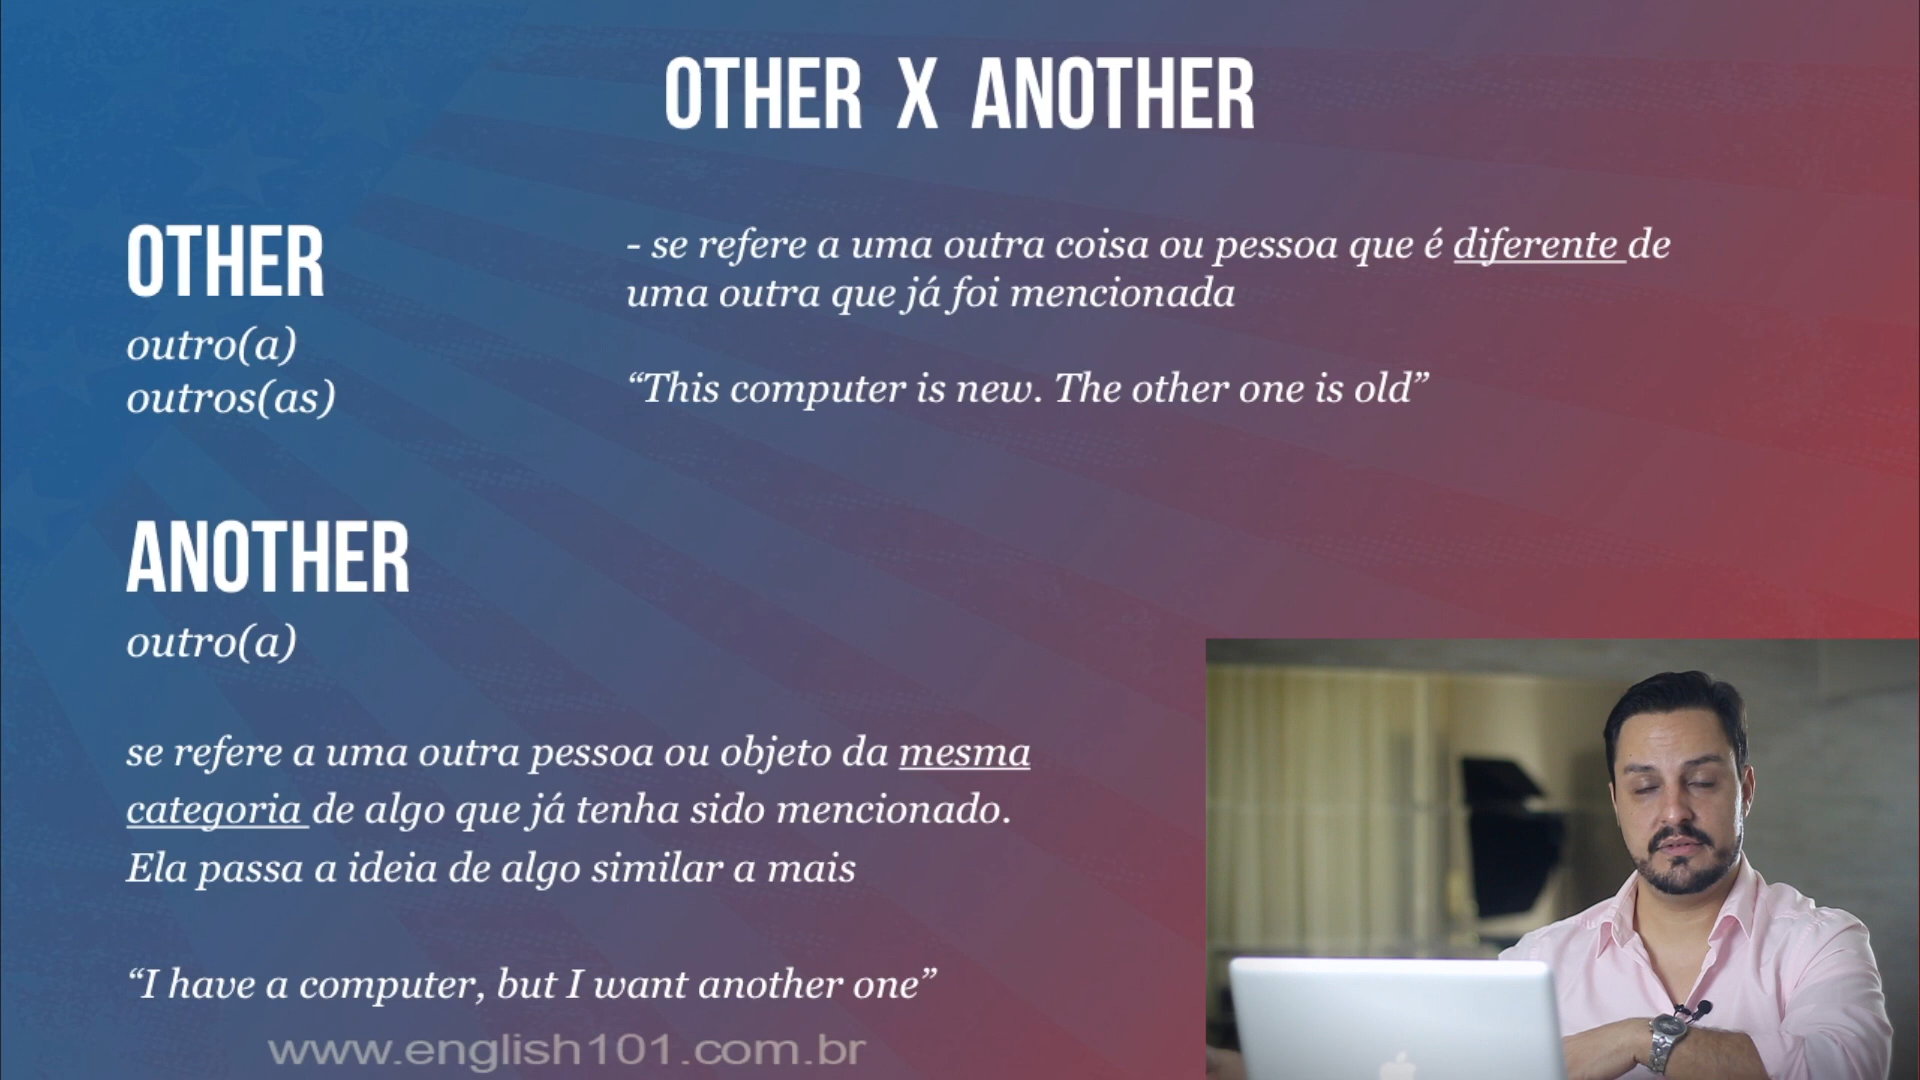 OTHER X ANOTHER
OTHER
outro(a)
outros(as)
- se refere a uma outra coisa ou pessoa que é diferente de
uma outra que já foi mencionada
“This computer is new. The other one is old”
ANOTHER
outro(a)
se refere a uma outra pessoa ou objeto da mesma
categoria de algo que já tenha sido mencionado.
Ela passa a ideia de algo similar a mais
“I have a computer, but I want another one”
www.english101.com.br